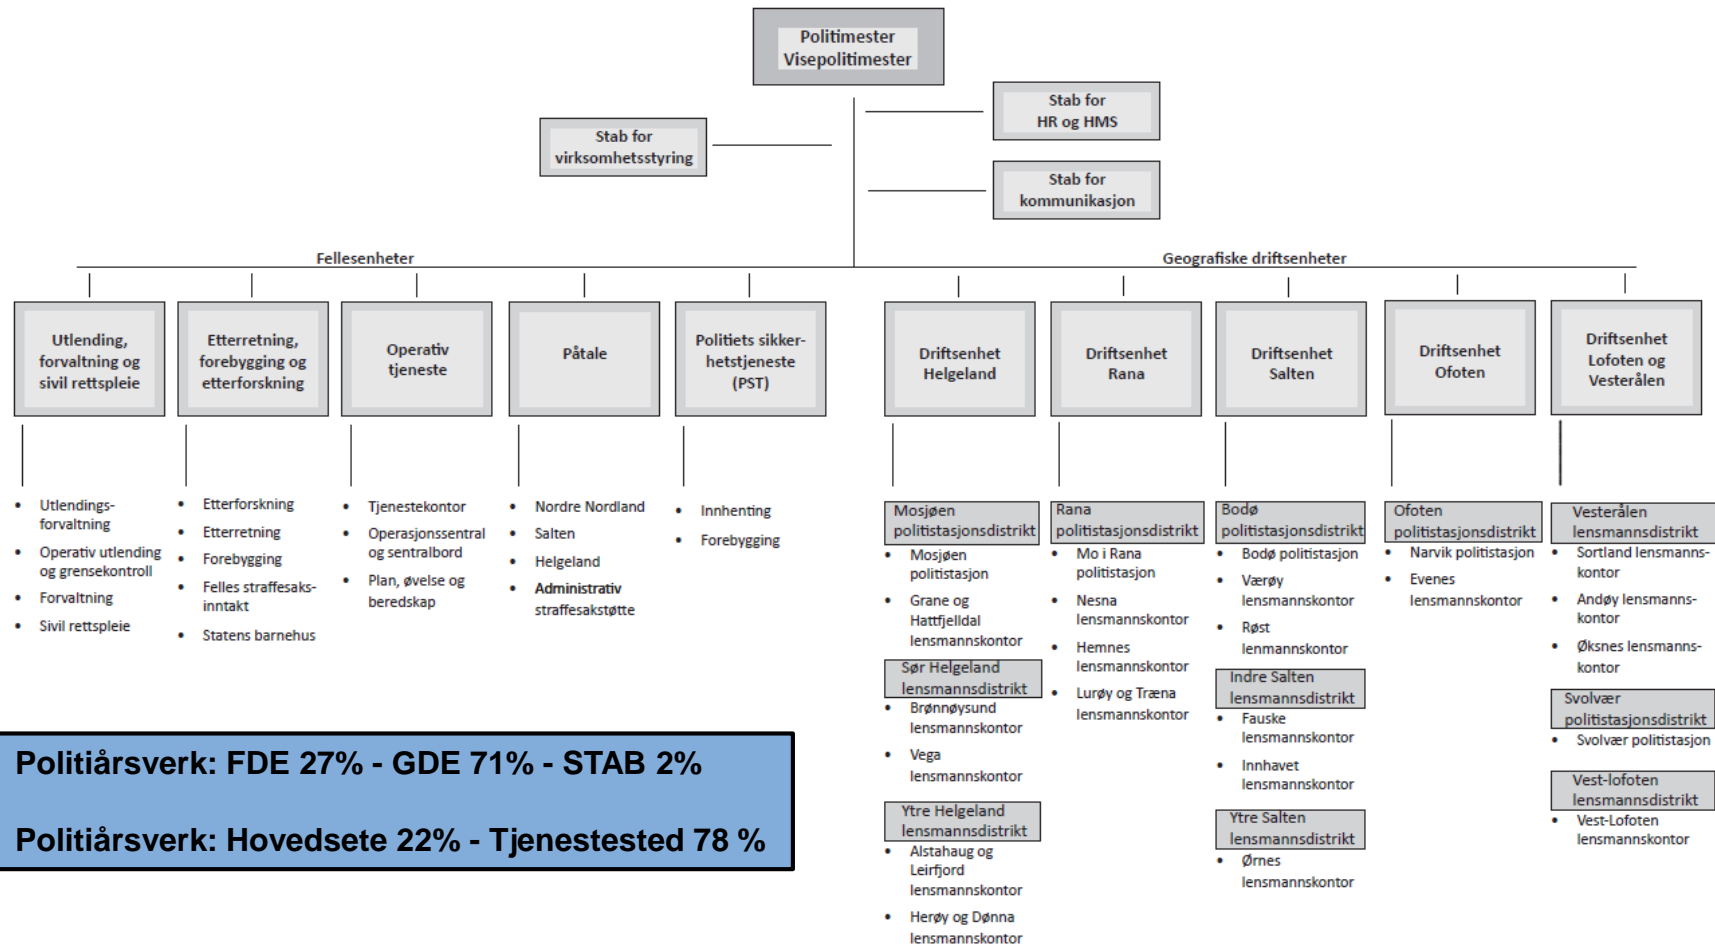 Politimester
Visepolitimester
Stab for
HR og HMS
Stab for
virksomhetsstyring
Stab for
kommunikasjon
Fellesenheter
Geografiske driftsenheter
Utlending,
forvaltning og
sivil rettspleie
Etterretning,
forebygging og
etterforskning
Operativ
tjeneste
Påtale
Politiets sikker-
hetstjeneste
(PST)
Driftsenhet
Helgeland
Driftsenhet
Rana
Driftsenhet
Salten
Driftsenhet
Ofoten
Driftsenhet
Lofoten og
Vesterålen
• Utlendings-
forvaltning
• Operativ utlending
og grensekontroll
• Forvaltning
• Sivil rettspleie
• Etterforskning
• Etterretning
• Forebygging
• Felles straffesaks-
inntakt
• Statens barnehus
• Tjenestekontor
• Operasjonssentral
og sentralbord
• Plan, øvelse og
beredskap
• Nordre Nordland
• Salten
• Helgeland
• Administrativ
straffesakstøtte
• Innhenting
• Forebygging
Mosjøen
politistasjonsdistrikt
• Mosjøen
politistasjon
• Grane og
Hattfjelldal
lensmannskontor
Sør Helgeland
lensmannsdistrikt
• Brønnøysund
lensmannskontor
• Vega
lensmannskontor
Ytre Helgeland
lensmannsdistrikt
• Alstahaug og
Leirfjord
lensmannskontor
• Herøy og Dønna
lensmannskontor
Rana
politistasjonsdistrikt
• Mo i Rana
politistasjon
• Nesna
lensmannskontor
• Hemnes
lensmannskontor
• Lurøy og Træna
lensmannskontor
Bodø
politistasjonsdistrikt
• Bodø politistasjon
• Værøy
lensmannskontor
• Røst
lenmannskontor
Indre Salten
lensmannsdistrikt
• Fauske
lensmannskontor
• Innhavet
lensmannskontor
Ytre Salten
lensmannsdistrikt
• Ørnes
lensmannskontor
Ofoten
politistasjonsdistrikt
• Narvik politistasjon
• Evenes
lensmannskontor
Vesterålen
lensmannsdistrikt
• Sortland lensmanns-
kontor
• Andøy lensmanns-
kontor
• Øksnes lensmanns-
kontor
Svolvær
politistasjonsdistrikt
• Svolvær politistasjon
Vest-lofoten
lensmannsdistrikt
• Vest-Lofoten
lensmannskontor
Politiårsverk: FDE 27% - GDE 71% - STAB 2%
Politiårsverk: Hovedsete 22% - Tjenestested 78 %